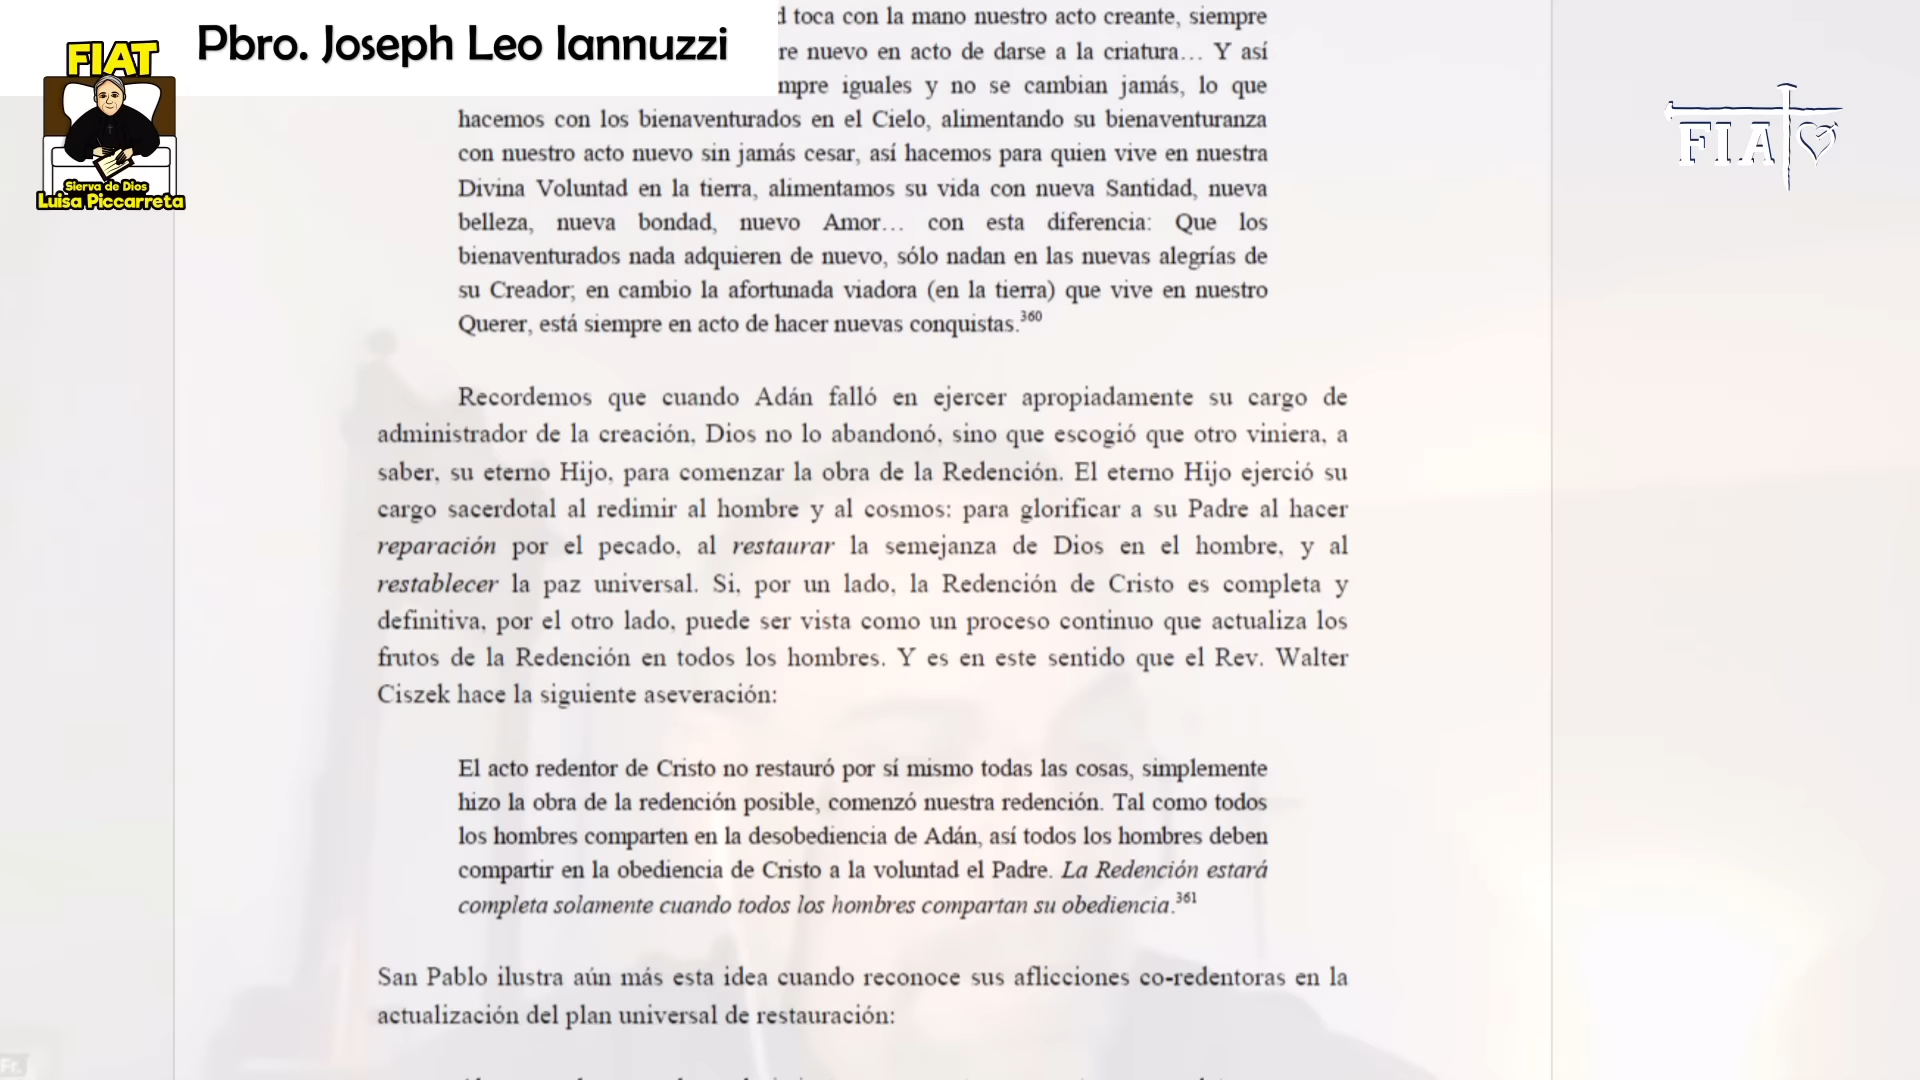 Pbro. Joseph Leo Iannuzzi
FIAT
Sierva de Dios
Luisa Piccarreta
FIAT
toca con la mano nuestro acto creante, siempre
nuevo en acto de darse a la criatura… Y así
iguales y no se cambian jamás, lo que
hacemos con los bienaventurados en el Cielo, alimentando su bienaventuranza
con nuestro acto nuevo sin jamás cesar, así hacemos para quien vive en nuestra
Divina Voluntad en la tierra, alimentamos su vida con nueva Santidad, nueva
belleza, nueva bondad, nuevo Amor… con esta diferencia: Que los
bienaventurados nada adquieren de nuevo, sólo nadan en las nuevas alegrías de
su Creador; en cambio la afortunada viadora (en la tierra) que vive en nuestro
Querer, está siempre en acto de hacer nuevas conquistas.360
Recordemos que cuando Adán falló en ejercer apropiadamente su cargo de
administrador de la creación, Dios no lo abandonó, sino que escogió que otro viniera, a
saber, su eterno Hijo, para comenzar la obra de la Redención. El eterno Hijo ejerció su
cargo sacerdotal al redimir al hombre y al cosmos: para glorificar a su Padre al hacer
reparación por el pecado, al restaurar la semejanza de Dios en el hombre, y al
restablecer la paz universal. Si, por un lado, la Redención de Cristo es completa y
definitiva, por el otro lado, puede ser vista como un proceso continuo que actualiza los
frutos de la Redención en todos los hombres. Y es en este sentido que el Rev. Walter
Ciszek hace la siguiente aseveración:
El acto redentor de Cristo no restauró por sí mismo todas las cosas, simplemente
hizo la obra de la redención posible, comenzó nuestra redención. Tal como todos
los hombres comparten en la desobediencia de Adán, así todos los hombres deben
compartir en la obediencia de Cristo a la voluntad el Padre. La Redención estará
completa solamente cuando todos los hombres compartan su obediencia.361
San Pablo ilustra aún más esta idea cuando reconoce sus aflicciones co-redentoras en la
actualización del plan universal de restauración:
Fr.